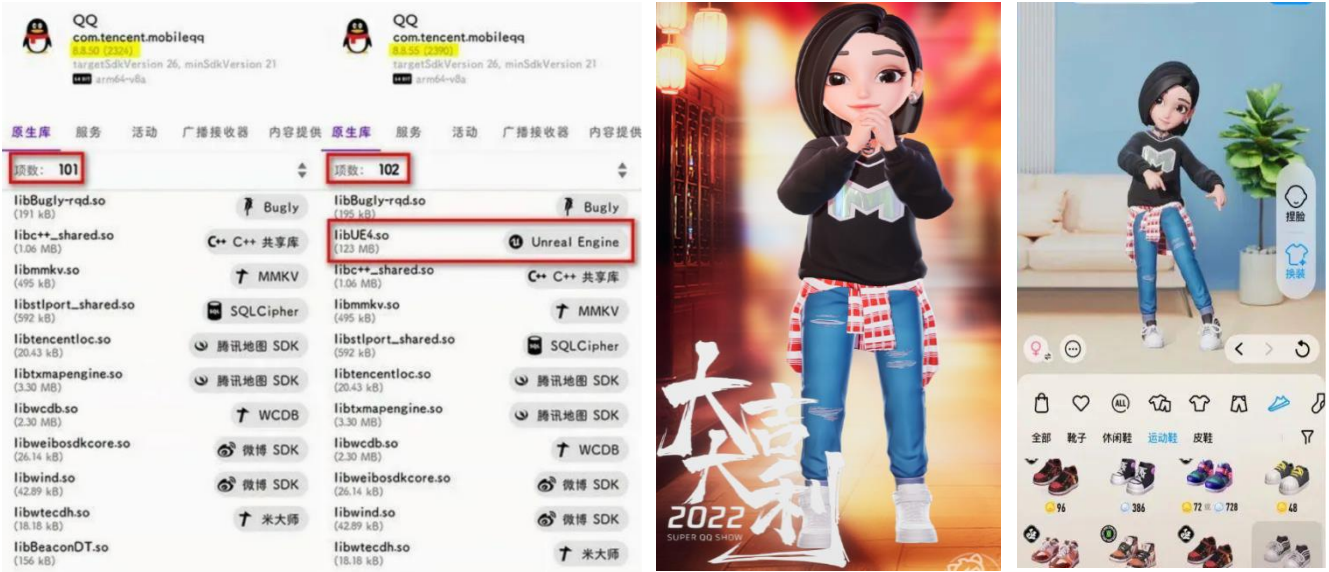 QQ
com.tencent.mobileqq
8.8.50 (2324)
targetSdkVersion 26, minSdkVersion 21
64 BIT arm64-v8a
原生库 服务 活动 广播接收器 内容提供
项数: 101
libBugly-rqd.so
(191 kB)
Bugly
libc++_shared.so
(1.06 MB)
C++ C++ 共享库
libmmkv.so
(495 kB)
MMKV
libstlport_shared.so
(592 kB)
SQLCipher
libtencentloc.so
(20.43 kB)
腾讯地图 SDK
libtxmapengine.so
(3.30 MB)
腾讯地图 SDK
libwcdb.so
(2.30 MB)
WCDB
libweibosdkcore.so
(26.14 kB)
微博 SDK
libwind.so
(42.89 kB)
微博 SDK
libwtecdh.so
(18.18 kB)
米大师
libBeaconDT.so
(156 kB)
QQ
com.tencent.mobileqq
8.8.55 (2390)
targetSdkVersion 26, minSdkVersion 21
64 BIT arm64-v8a
原生库 服务 活动 广播接收器 内容提供
项数: 102
libBugly-rqd.so
(195 kB)
Bugly
libUE4.so
(123 MB)
Unreal Engine
libc++_shared.so
(1.06 MB)
C++ C++ 共享库
libmmkv.so
(495 kB)
MMKV
libstlport_shared.so
(592 kB)
SQLCipher
libtencentloc.so
(20.43 kB)
腾讯地图 SDK
libtxmapengine.so
(3.30 MB)
腾讯地图 SDK
libwcdb.so
(2.30 MB)
WCDB
libweibosdkcore.so
(26.14 kB)
微博 SDK
libwind.so
(42.89 kB)
微博 SDK
libwtecdh.so
(18.18 kB)
米大师
M
大吉
大利
2022
SUPER QQ SHOW
M
捏脸
换装
ALL
全部 靴子 休闲鞋 运动鞋 皮鞋
96 386 72 或 728 48